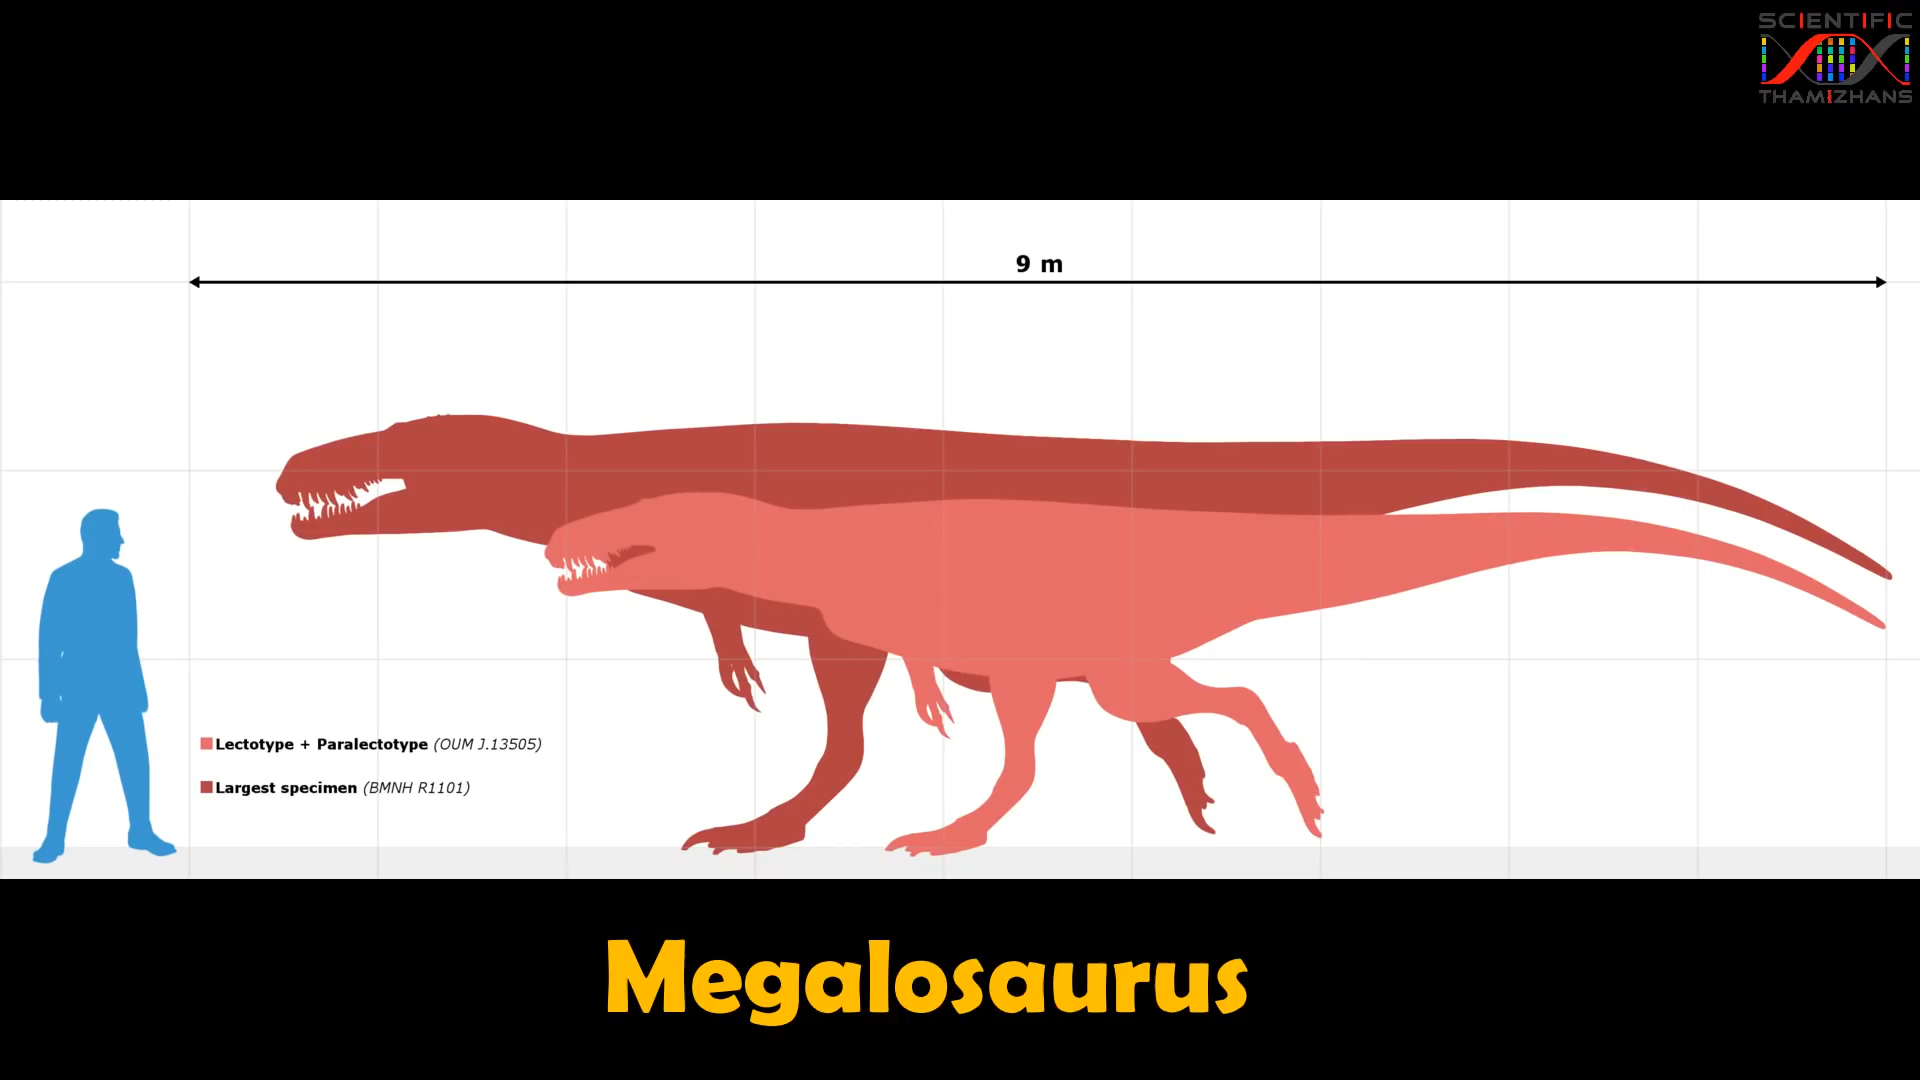 SCIENTIFIC
THAMIZHANS
9 m
Lectotype + Paralectotype (OUM J.13505)
Largest specimen (BMNH R1101)
Megalosaurus